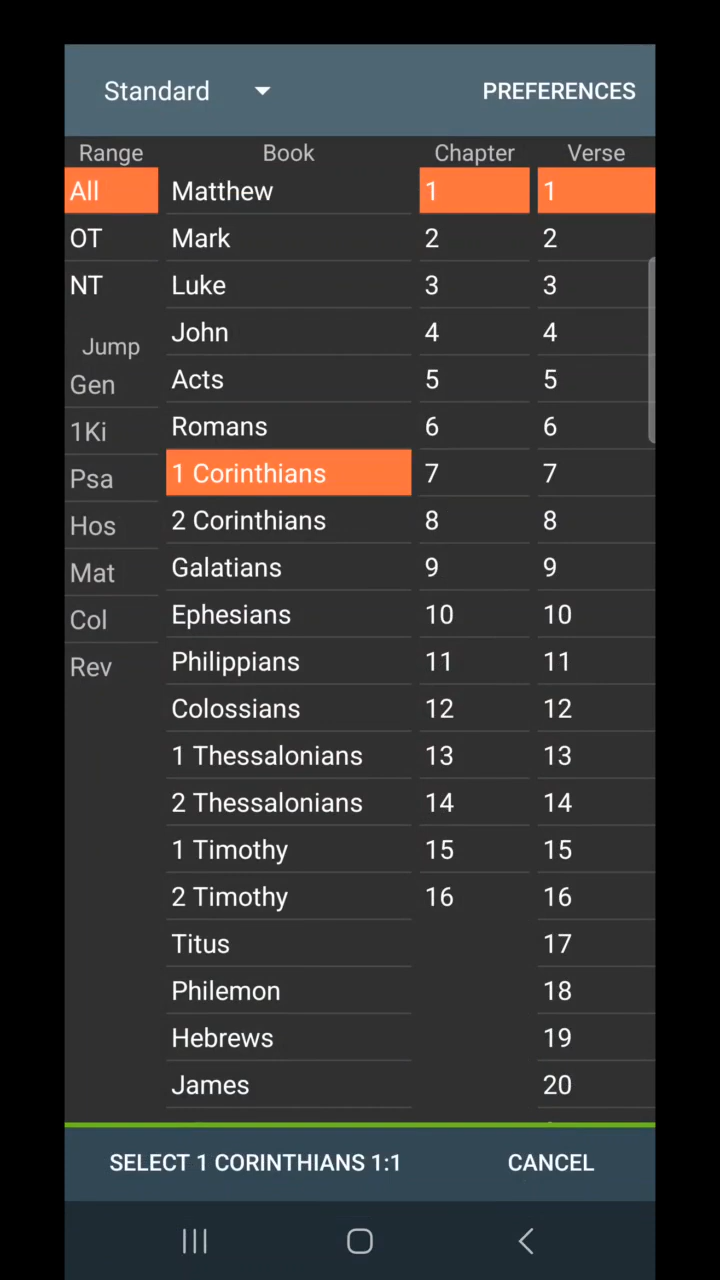 Standard
PREFERENCES
Range Book Chapter Verse
All Matthew 1 1
OT Mark 2 2
NT Luke 3 3
John 4 4
Jump
Gen Acts 5 5
1Ki Romans 6 6
Psa 1 Corinthians 7 7
Hos 2 Corinthians 8 8
Mat Galatians 9 9
Col Ephesians 10 10
Rev Philippians 11 11
Colossians 12 12
1 Thessalonians 13 13
2 Thessalonians 14 14
1 Timothy 15 15
2 Timothy 16 16
Titus 17
Philemon 18
Hebrews 19
James 20
SELECT 1 CORINTHIANS 1:1
CANCEL